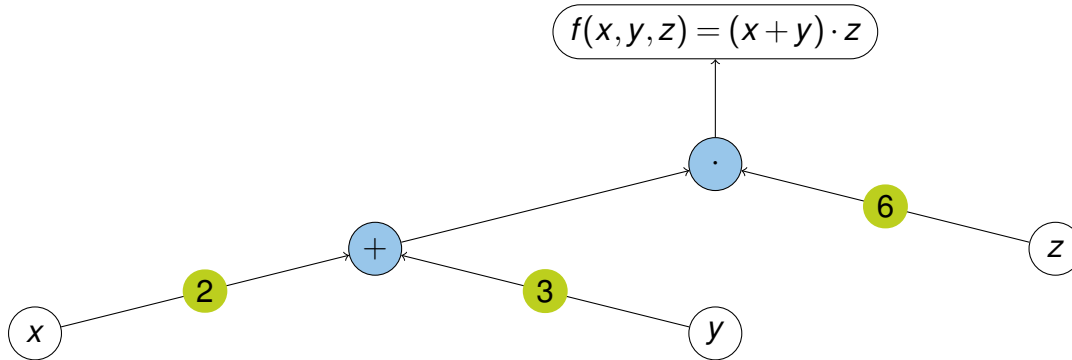 f(x, y, z) = (x + y) · z
·
6
+
z
2
3
x
y